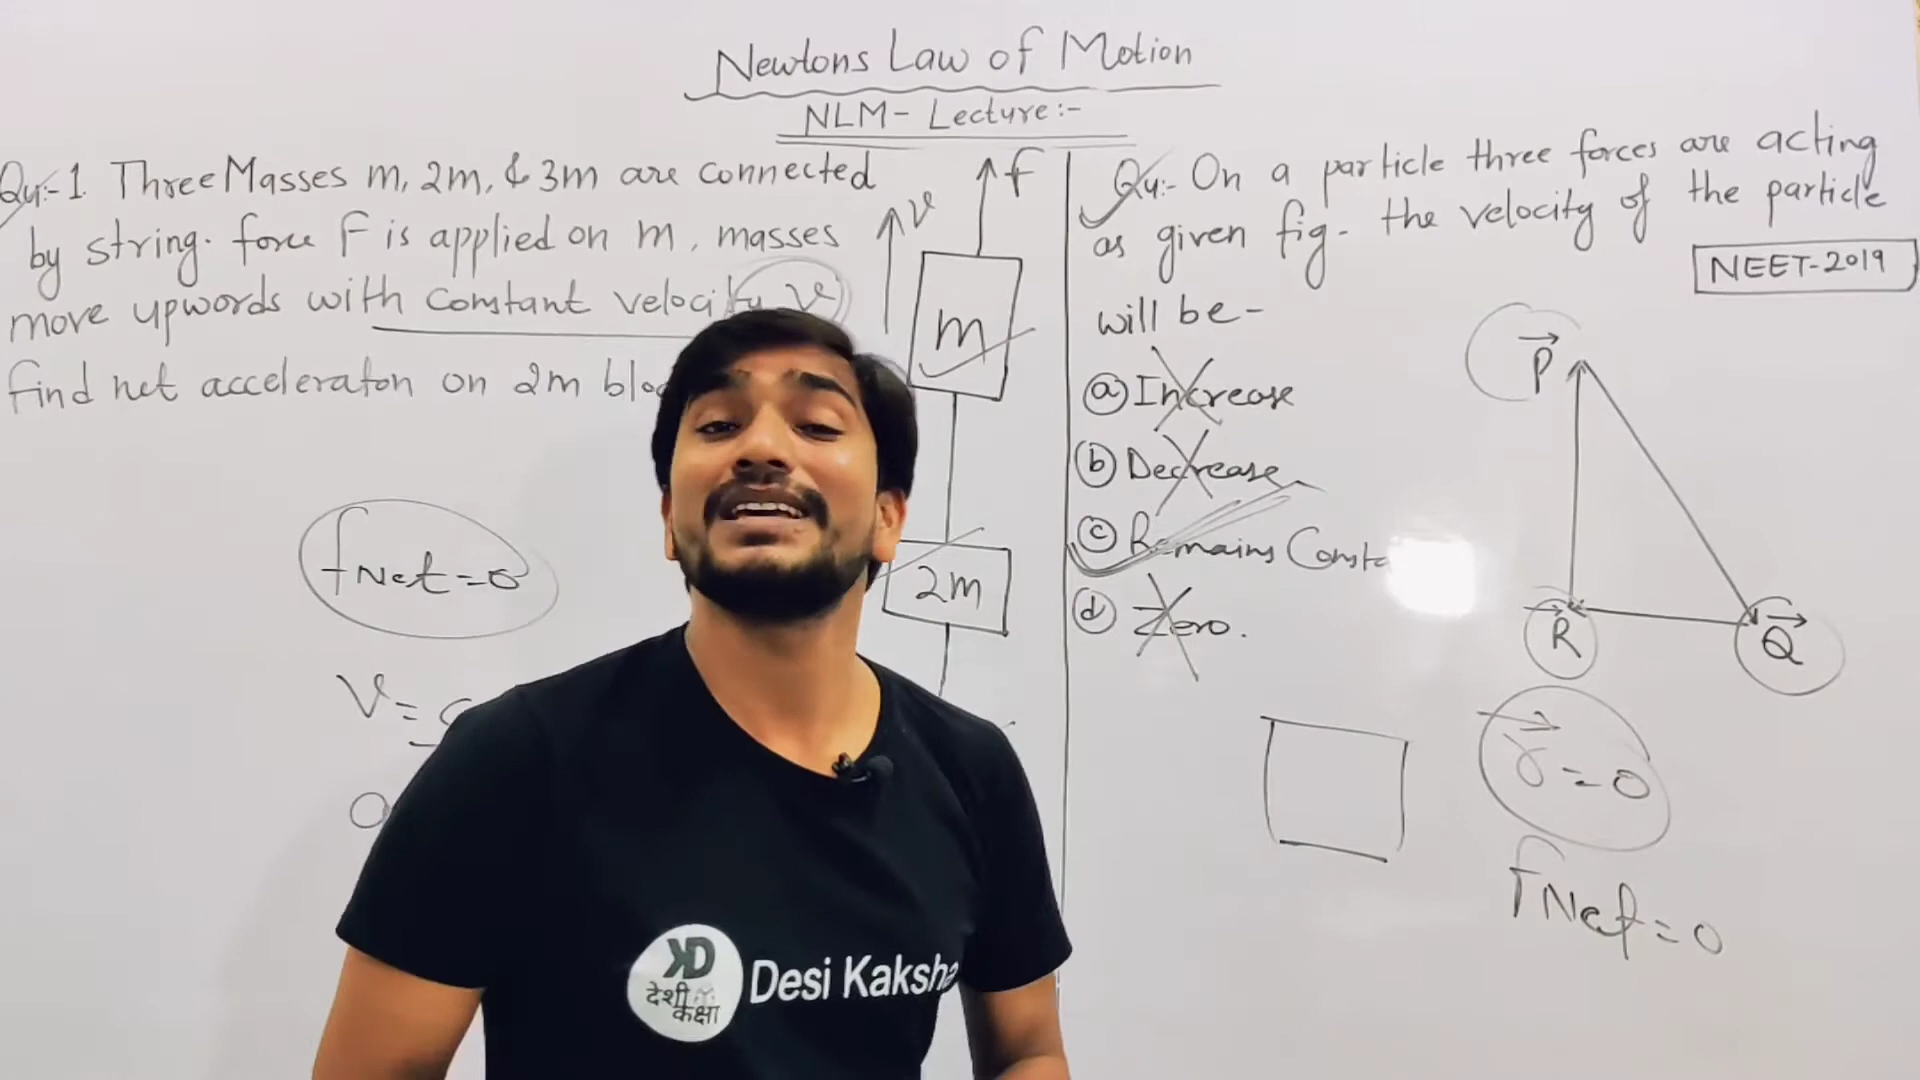 Newtons Law of Motion
NLM- Lecture:-
Qu:-1. Three Masses m, 2m, & 3m are connected
by string. force f is applied on m, masses
move upwords with constant velocity v
find net acceleraton on 2m
fNet=0
V=
a
v
f
m
2m
Qu:- On a particle three forces are acting
as given fig- the velocity of the particle
will be-
NEET-2019
(a) Increase
(b) Decrease
(c) Remains Consta
(d) Zero.
P
R
Q
=0
fNet=0
KD
देशी
कक्षा
Desi Kaksha